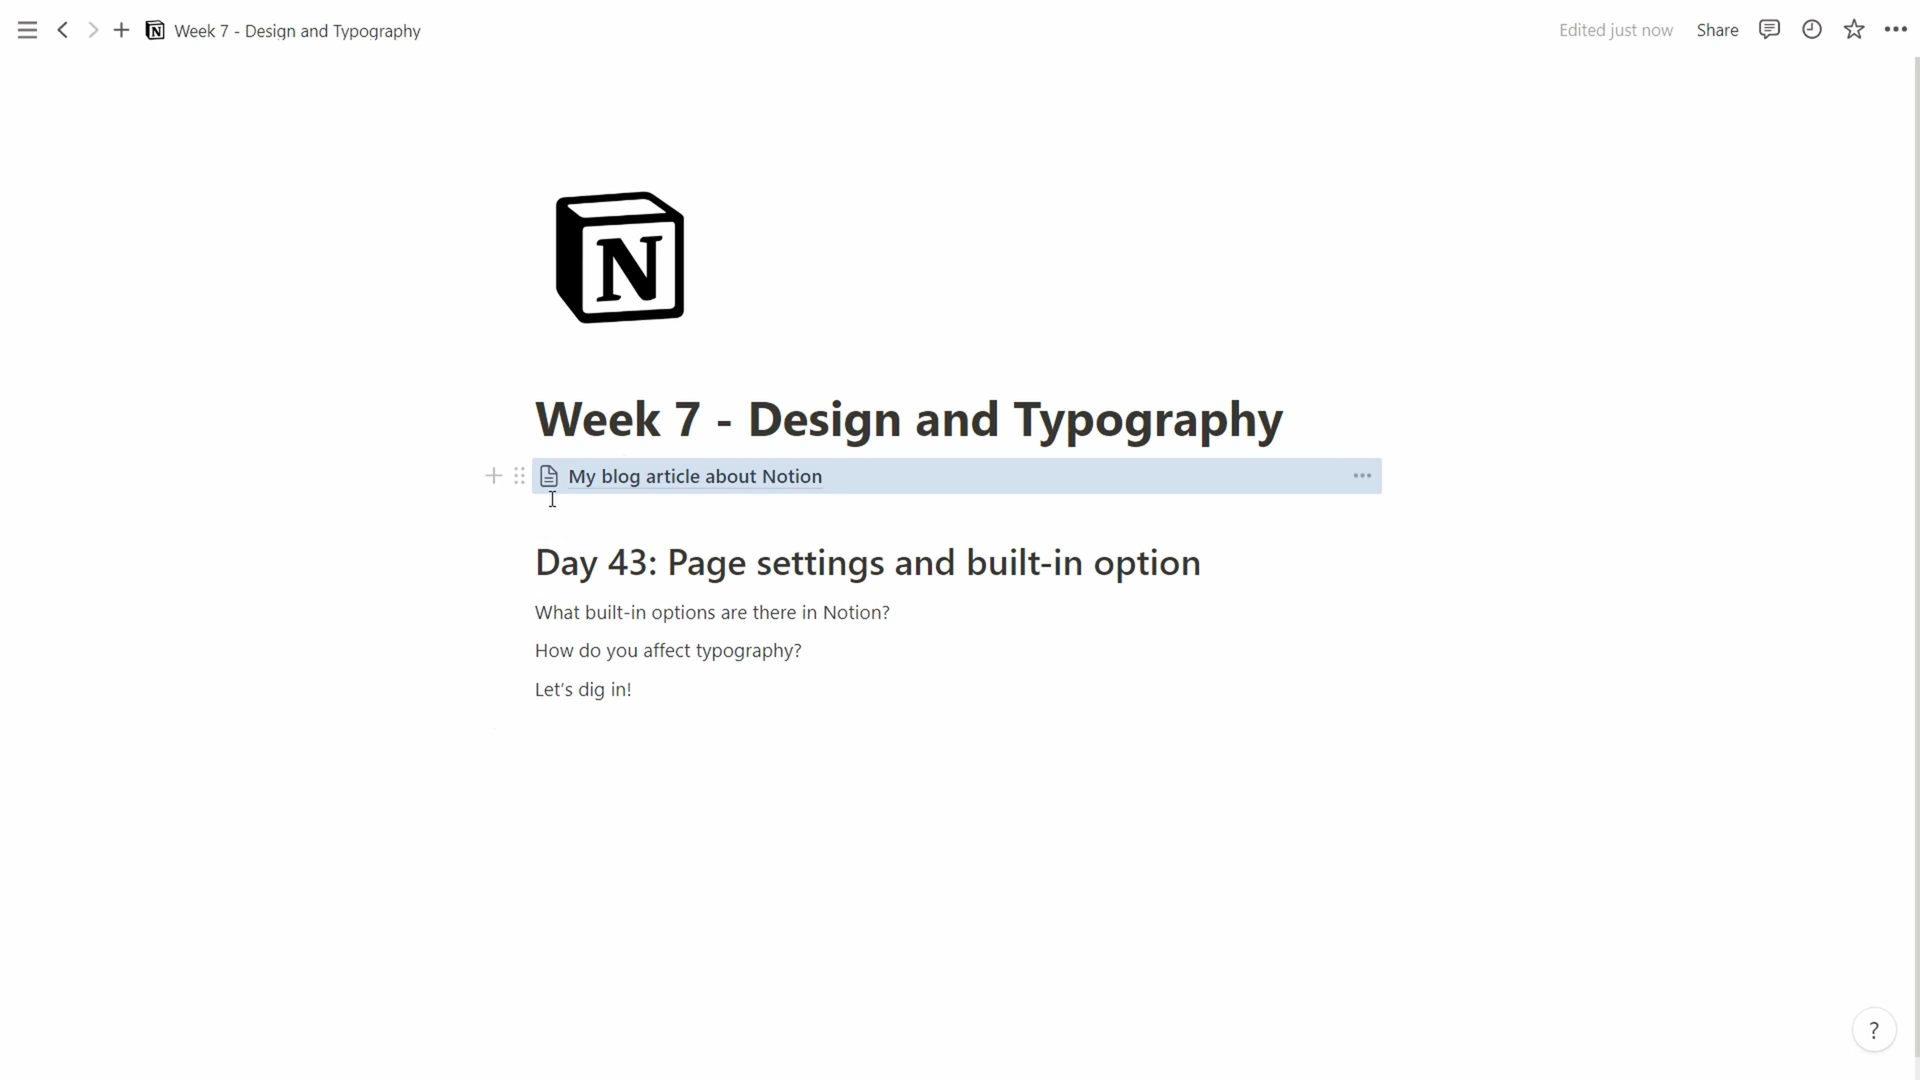 Week 7 - Design and Typography
Edited just now
Share
N
Week 7 - Design and Typography
My blog article about Notion
Day 43: Page settings and built-in option
What built-in options are there in Notion?
How do you affect typography?
Let's dig in!
?